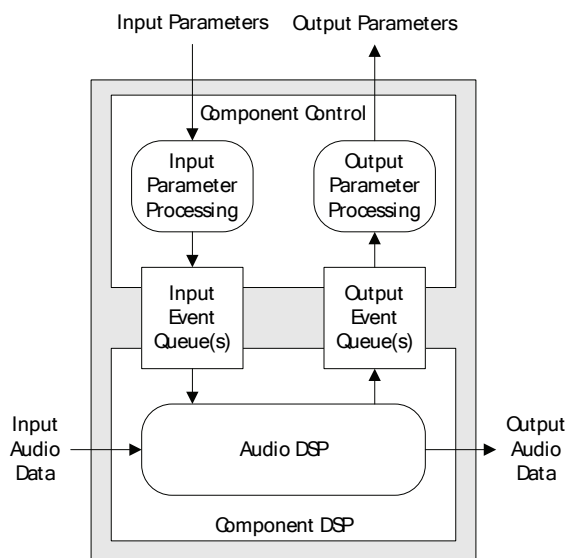 Input Parameters
Output Parameters
Component Control
Input
Parameter
Processing
Output
Parameter
Processing
Input
Event
Queue(s)
Output
Event
Queue(s)
Input
Audio
Data
Audio DSP
Output
Audio
Data
Component DSP